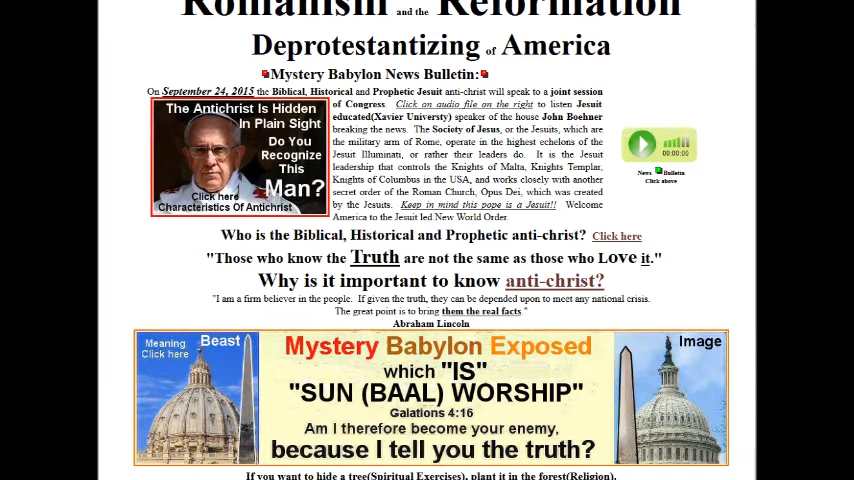 Romanism and the Reformation
Deprotestantizing of America
Mystery Babylon News Bulletin:
On September 24, 2015 the Biblical, Historical and Prophetic Jesuit anti-christ will speak to a joint session
of Congress. Click on audio file on the right to listen Jesuit
educated(Xavier Universty) speaker of the house John Boehner
breaking the news. The Society of Jesus, or the Jesuits, which are
the military arm of Rome, operate in the highest echelons of the
Jesuit Illuminati, or rather their leaders do. It is the Jesuit
leadership that controls the Knights of Malta, Knights Templar,
Knights of Columbus in the USA, and works closely with another
secret order of the Roman Church, Opus Dei, which was created
by the Jesuits. Keep in mind this pope is a Jesuit!! Welcome
America to the Jesuit led New World Order.
The Antichrist Is Hidden
In Plain Sight
Do You
Recognize
This
Man?
Click here
Characteristics Of Antichrist
00:00:00
News Bulletin
Click above
Who is the Biblical, Historical and Prophetic anti-christ? Click here
"Those who know the Truth are not the same as those who Love it."
Why is it important to know anti-christ?
"I am a firm believer in the people. If given the truth, they can be depended upon to meet any national crisis.
The great point is to bring them the real facts."
Abraham Lincoln
Meaning
Click here
Beast
Mystery Babylon Exposed
which "IS"
"SUN (BAAL) WORSHIP"
Galations 4:16
Am I therefore become your enemy,
because I tell you the truth?
Image
If you want to hide a tree(Spiritual Exercises), plant it in the forest(Religion).